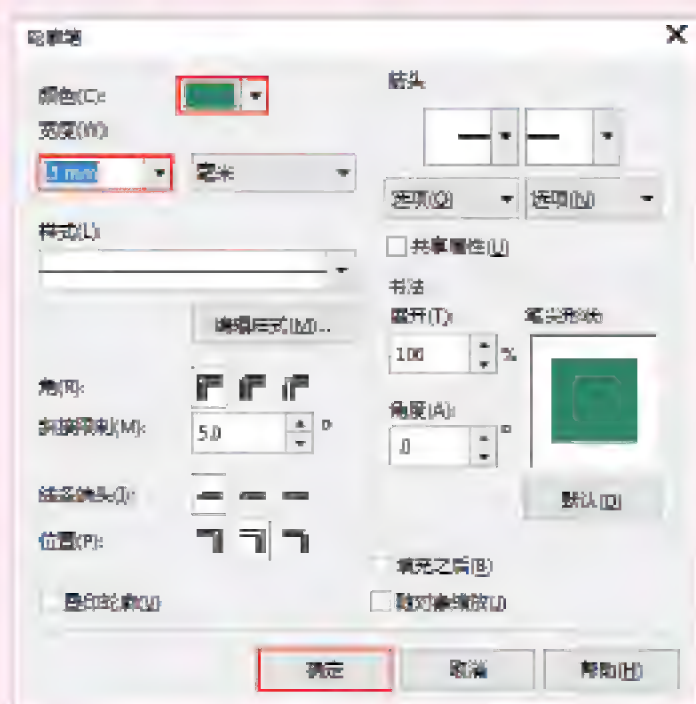 轮廓笔
颜色(C):
宽度(W)
mm
毫米
样式(L):
编辑样式(M)...
角(R):
斜接限制(M):
5.0
°
线条端头(I):
位置(P):
叠印轮廓(V)
箭头
选项(O)
选项(N)
共享属性(U)
书法
展开(T):
笔尖形状:
100
%
角度(A):
.0
°
默认(D)
填充之后(B)
随对象缩放(J)
确定
取消
帮助(H)